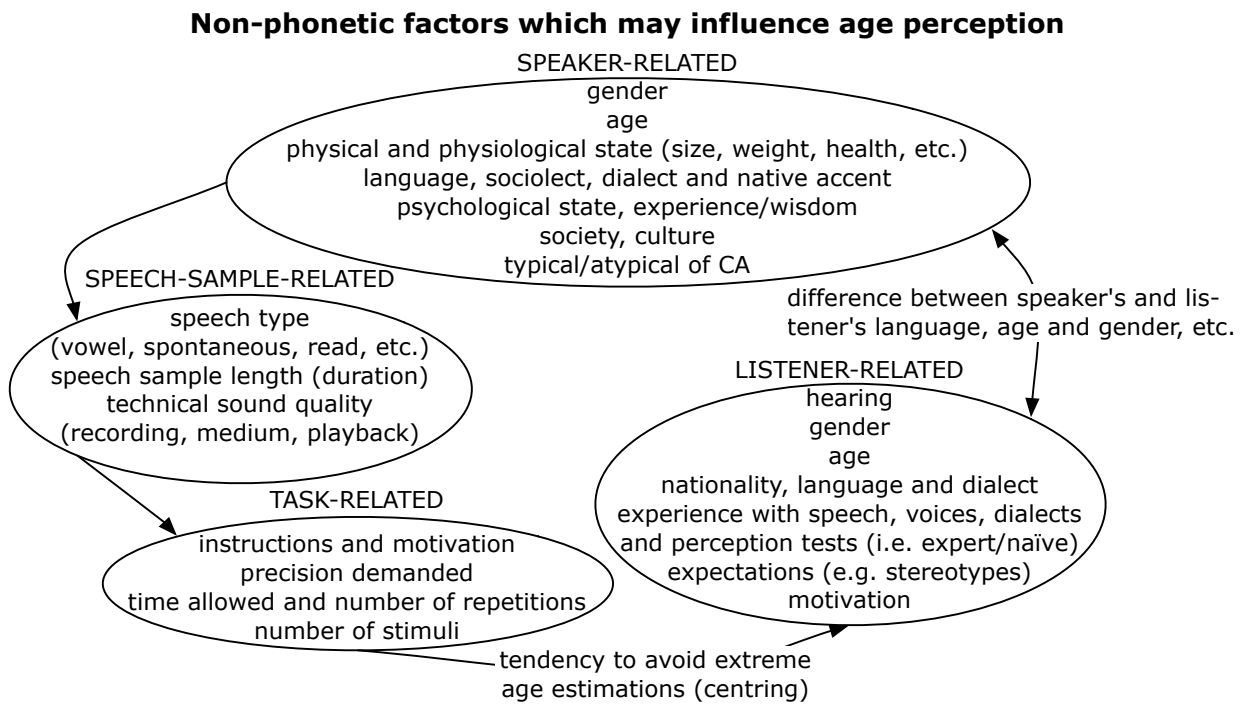 Non-phonetic factors which may influence age perception
SPEAKER-RELATED
gender
age
physical and physiological state (size, weight, health, etc.)
language, sociolect, dialect and native accent
psychological state, experience/wisdom
society, culture
typical/atypical of CA
SPEECH-SAMPLE-RELATED
speech type
(vowel, spontaneous, read, etc.)
speech sample length (duration)
technical sound quality
(recording, medium, playback)
difference between speaker's and lis-
tener's language, age and gender, etc.
LISTENER-RELATED
hearing
gender
age
nationality, language and dialect
experience with speech, voices, dialects
and perception tests (i.e. expert/naïve)
expectations (e.g. stereotypes)
motivation
TASK-RELATED
instructions and motivation
precision demanded
time allowed and number of repetitions
number of stimuli
tendency to avoid extreme
age estimations (centring)